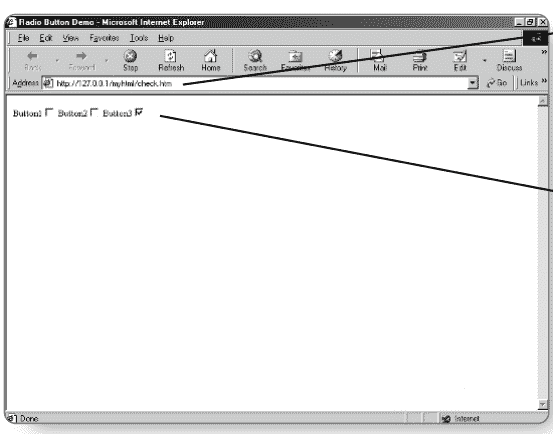 Radio Button Demo - Microsoft Internet Explorer
File Edit View Favorites Tools Help
Back Forward Stop Refresh Home Search Favorites History Mail Print Edit Discuss
Address http://127.0.0.1/myhtml/check.htm Go Links »
Button1 Button2 Button3
Done Internet